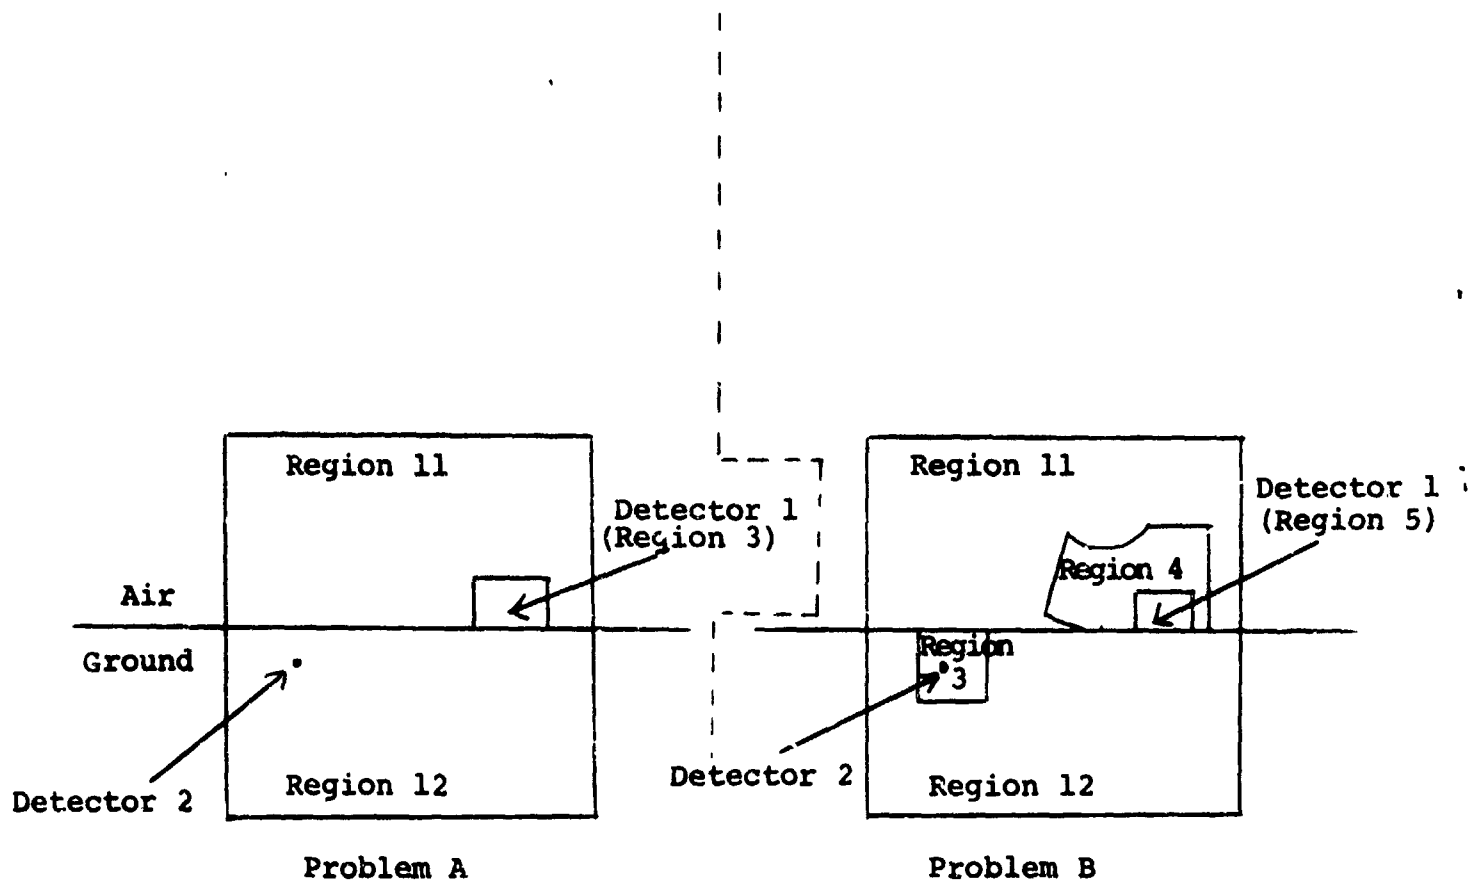 Region 11
Detector 1
(Region 3)
Air
Ground
Detector 2
Region 12
Problem A
Region 11
Detector 1
(Region 5)
Region 4
Region
3
Detector 2
Region 12
Problem B